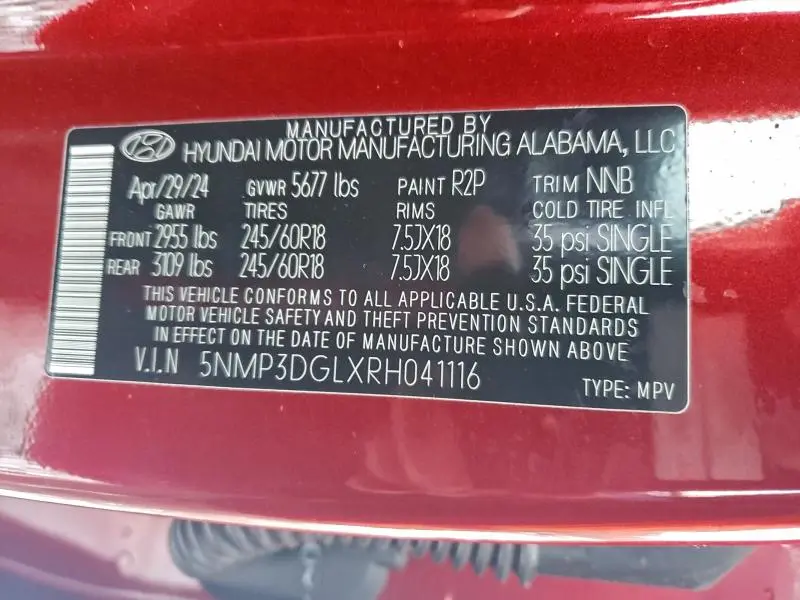 MANUFACTURED BY
HYUNDAI MOTOR MANUFACTURING ALABAMA, LLC
Apr/29/24 GVWR 5677 lbs PAINT R2P TRIM NNB
GAWR TIRES RIMS COLD TIRE INFL
FRONT 2955 lbs 245/60R18 7.5JX18 35 psi SINGLE
REAR 3109 lbs 245/60R18 7.5JX18 35 psi SINGLE
THIS VEHICLE CONFORMS TO ALL APPLICABLE U.S.A. FEDERAL
MOTOR VEHICLE SAFETY AND THEFT PREVENTION STANDARDS
IN EFFECT ON THE DATE OF MANUFACTURE SHOWN ABOVE
V.I.N 5NMP3DGLXRH041116
TYPE: MPV